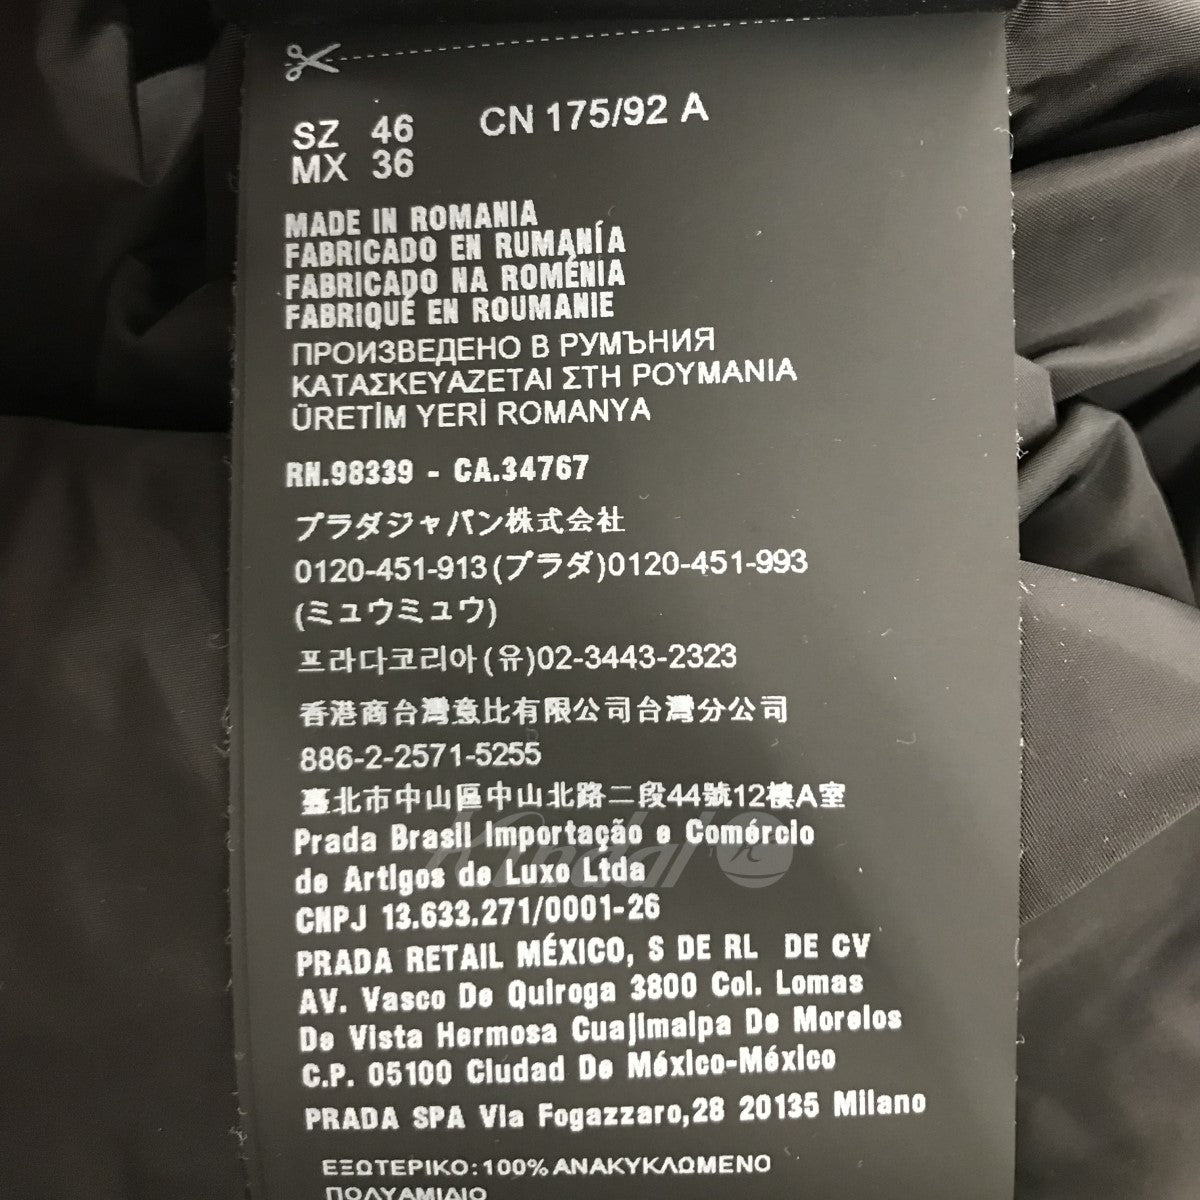 SZ 46 CN 175/92 A
MX 36
MADE IN ROMANIA
FABRICADO EN RUMANÍA
FABRICADO NA ROMÉNIA
FABRIQUÉ EN ROUMANIE
ПРОИЗВЕДЕНО В РУМЪНИЯ
ΚΑΤΑΣΚΕΥΑΖΕΤΑΙ ΣΤΗ ΡΟΥΜΑΝΙΑ
ÜRETİM YERİ ROMANYA
RN.98339 - CA.34767
プラダジャパン株式会社
0120-451-913(プラダ)0120-451-993
(ミュウミュウ)
프라다코리아(유)02-3443-2323
香港商台灣意比有限公司台灣分公司
886-2-2571-5255
臺北市中山區中山北路二段44號12樓A室
Prada Brasil Importação e Comércio
de Artigos de Luxo Ltda
CNPJ 13.633.271/0001-26
PRADA RETAIL MÉXICO, S DE RL DE CV
AV. Vasco De Quiroga 3800 Col. Lomas
De Vista Hermosa Cuajimalpa De Morelos
C.P. 05100 Ciudad De México-México
PRADA SPA Via Fogazzaro,28 20135 Milano
ΕΞΩΤΕΡΙΚΟ:100% ΑΝΑΚΥΚΛΩΜΕΝΟ
ΠΟΛΥΑΜΙΔΙΟ
Kindal